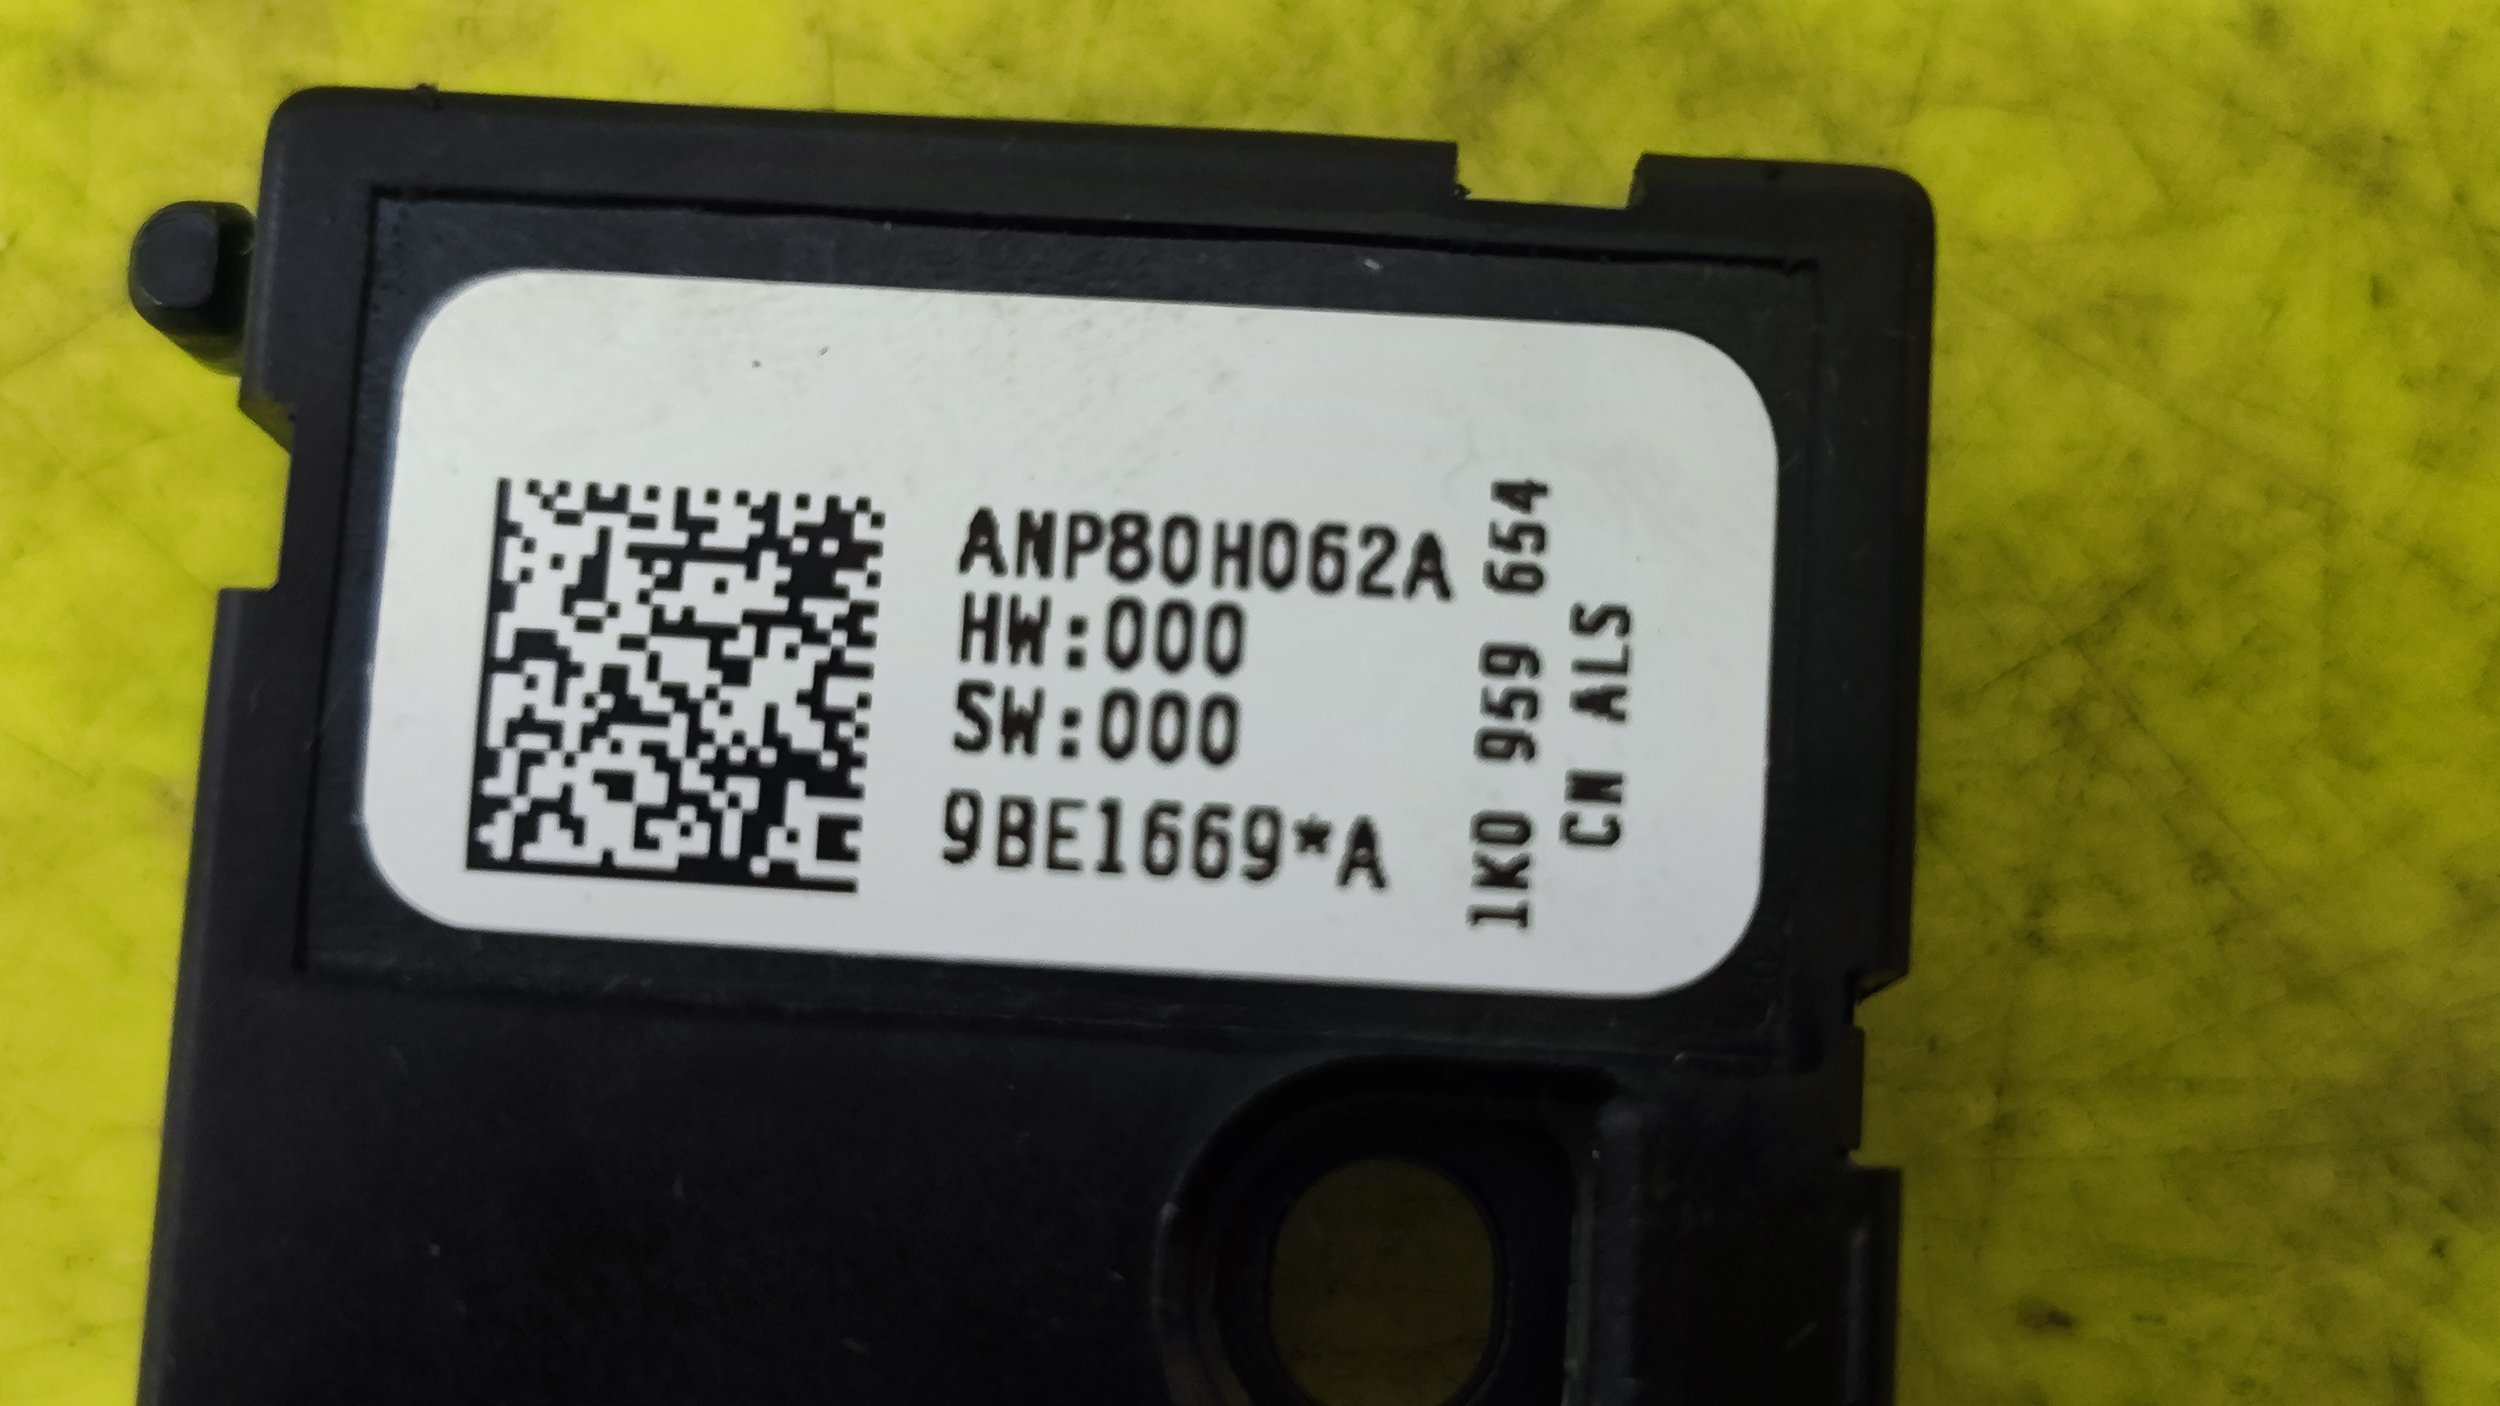 ANP80H062A
HW:000
SW:000
9BE1669*A
1K0 959 654
CN ALS